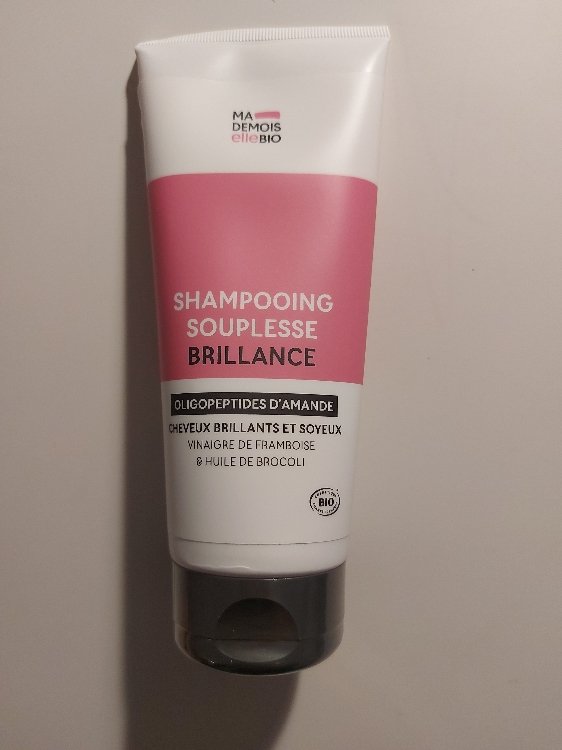 MA
DEMOIS
elleBIO
SHAMPOOING
SOUPLESSE
BRILLANCE
OLIGOPEPTIDES D'AMANDE
CHEVEUX BRILLANTS ET SOYEUX
VINAIGRE DE FRAMBOISE
& HUILE DE BROCOLI
BIO